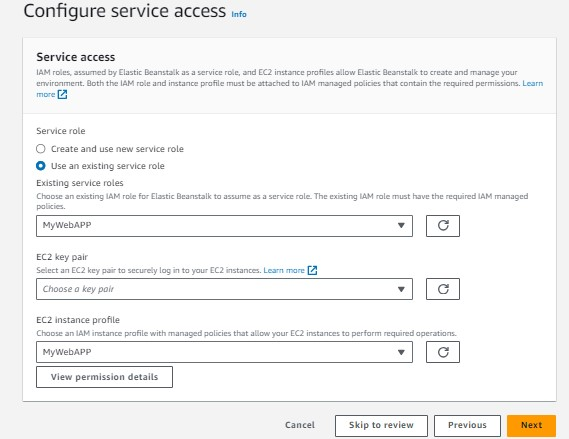 Configure service access Info
Service access
IAM roles, assumed by Elastic Beanstalk as a service role, and EC2 instance profiles allow Elastic Beanstalk to create and manage your
environment. Both the IAM role and instance profile must be attached to IAM managed policies that contain the required permissions. Learn
more
Service role
Create and use new service role
Use an existing service role
Existing service roles
Choose an existing IAM role for Elastic Beanstalk to assume as a service role. The existing IAM role must have the required IAM managed
policies.
MyWebAPP
EC2 key pair
Select an EC2 key pair to securely log in to your EC2 instances. Learn more
Choose a key pair
EC2 instance profile
Choose an IAM instance profile with managed policies that allow your EC2 instances to perform required operations.
MyWebAPP
View permission details
Cancel Skip to review Previous Next